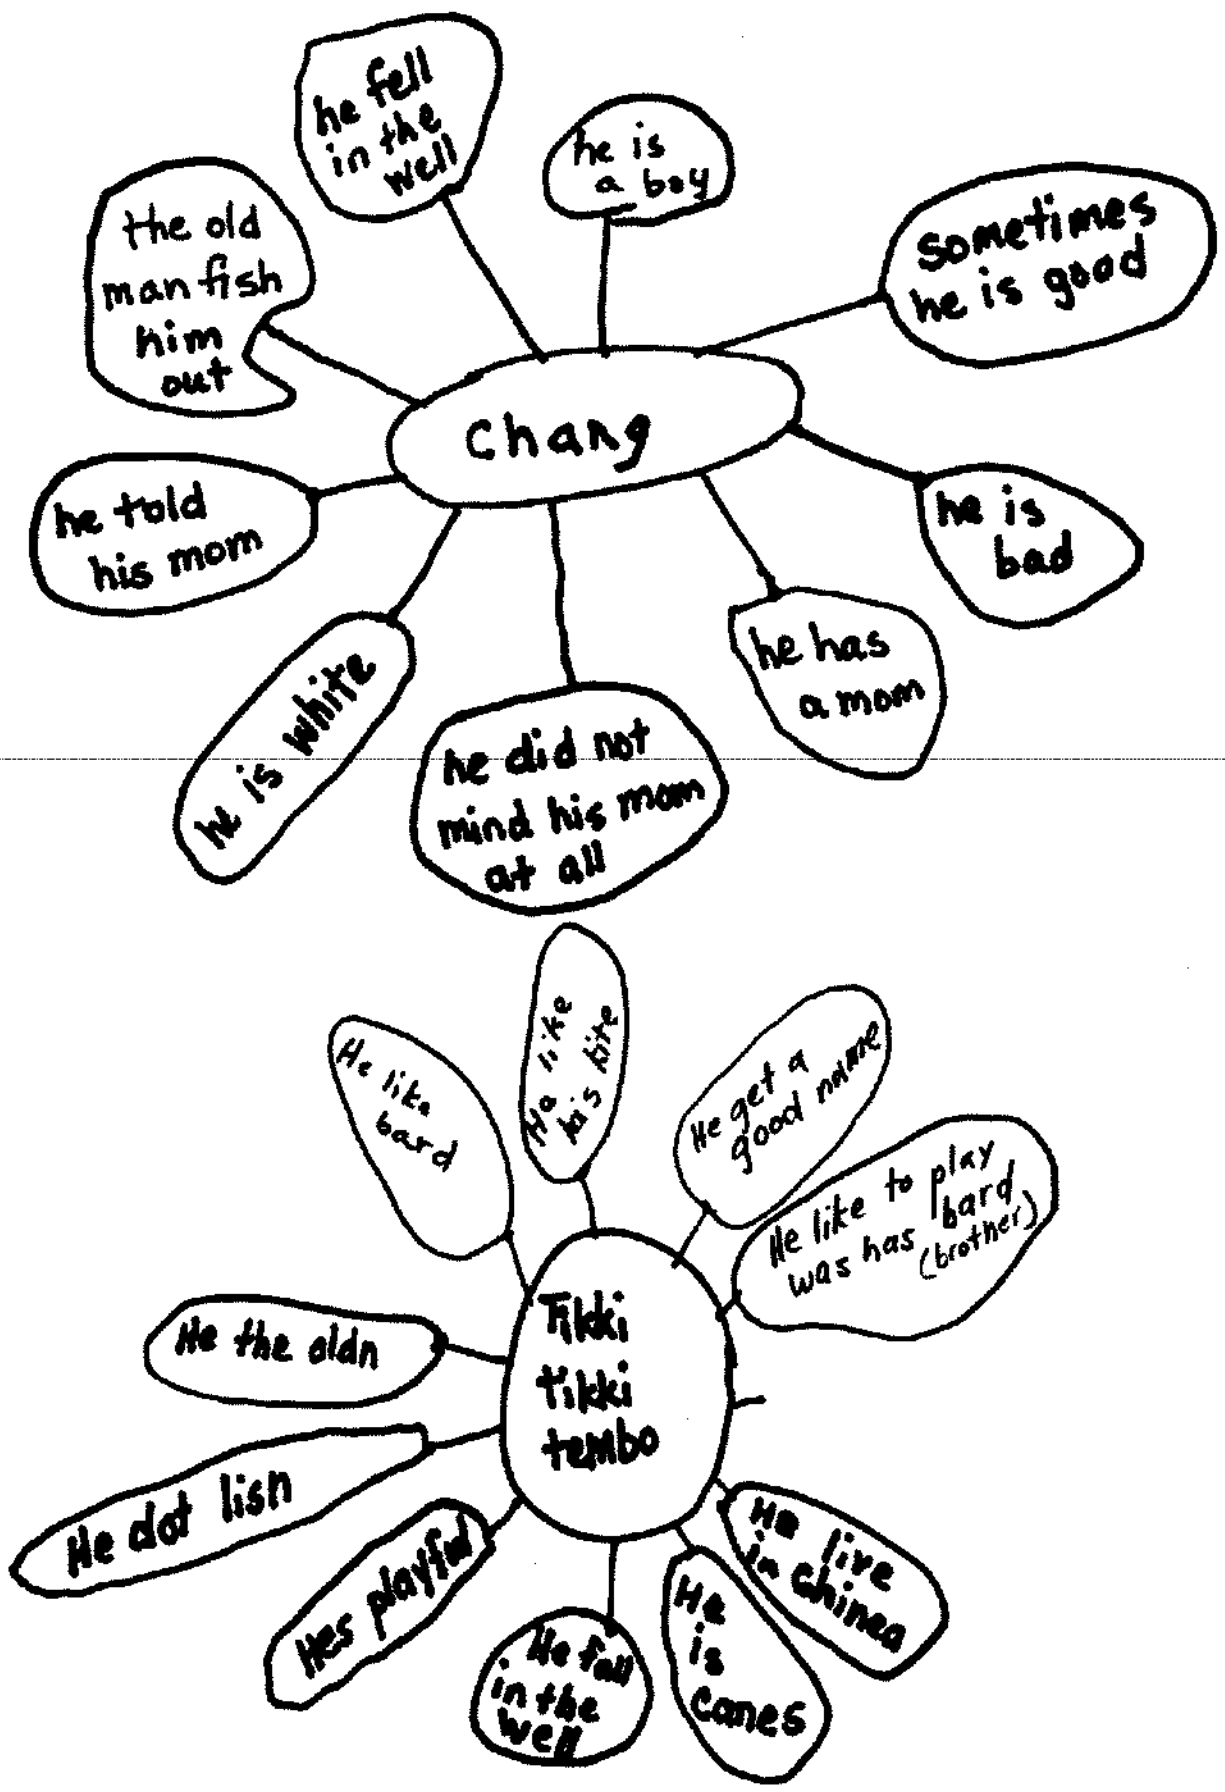 he fell
in the
well
he is
a boy
sometimes
he is good
the old
man fish
him
out
Chang
he told
his mom
he is
bad
he has
a mom
he is white
he did not
mind his mom
at all
He like
bard
He like
his kite
He get a
good name
He like to play
was has bard
(brother)
Tikki
tikki
tembo
He the oldn
He dot lisn
Hes playful
He fall
in the
well
He
is
canes
He live
in chinea